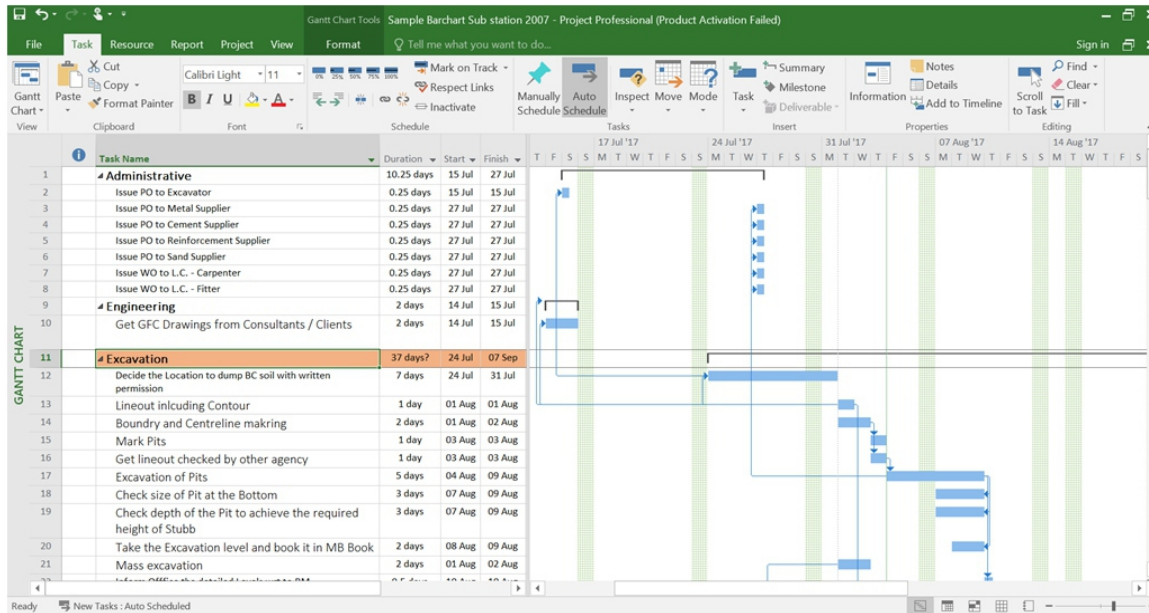 Gantt Chart Tools Sample Barchart Sub station 2007 - Project Professional (Product Activation Failed)
File Task Resource Report Project View Format Tell me what you want to do... Sign in
Gantt Chart
View
Paste
Cut
Copy
Format Painter
Clipboard
Calibri Light 11
B I U A
Font
0% 25% 50% 75% 100%
Mark on Track
Respect Links
Inactivate
Schedule
Manually Schedule
Auto Schedule
Inspect Move Mode
Tasks
Task
Summary
Milestone
Deliverable
Insert
Information
Notes
Details
Add to Timeline
Properties
Scroll to Task
Find
Clear
Fill
Editing
17 Jul '17 24 Jul '17 31 Jul '17 07 Aug '17 14 Aug '17
Task Name Duration Start Finish T F S S M T W T F S S M T W T F S S M T W T F S S M T W T F S S M T W T F S
1 Administrative 10.25 days 15 Jul 27 Jul
2 Issue PO to Excavator 0.25 days 15 Jul 15 Jul
3 Issue PO to Metal Supplier 0.25 days 27 Jul 27 Jul
4 Issue PO to Cement Supplier 0.25 days 27 Jul 27 Jul
5 Issue PO to Reinforcement Supplier 0.25 days 27 Jul 27 Jul
6 Issue PO to Sand Supplier 0.25 days 27 Jul 27 Jul
7 Issue WO to L.C. - Carpenter 0.25 days 27 Jul 27 Jul
8 Issue WO to L.C. - Fitter 0.25 days 27 Jul 27 Jul
9 Engineering 2 days 14 Jul 15 Jul
10 Get GFC Drawings from Consultants / Clients 2 days 14 Jul 15 Jul
GANTT CHART
11 Excavation 37 days? 24 Jul 07 Sep
12 Decide the Location to dump BC soil with written 7 days 24 Jul 31 Jul
permission
13 Lineout inlcuding Contour 1 day 01 Aug 01 Aug
14 Boundry and Centreline makring 2 days 01 Aug 02 Aug
15 Mark Pits 1 day 03 Aug 03 Aug
16 Get lineout checked by other agency 1 day 03 Aug 03 Aug
17 Excavation of Pits 5 days 04 Aug 09 Aug
18 Check size of Pit at the Bottom 3 days 07 Aug 09 Aug
19 Check depth of the Pit to achieve the required 3 days 07 Aug 09 Aug
height of Stubb
20 Take the Excavation level and book it in MB Book 2 days 08 Aug 09 Aug
21 Mass excavation 2 days 01 Aug 02 Aug
Ready New Tasks : Auto Scheduled